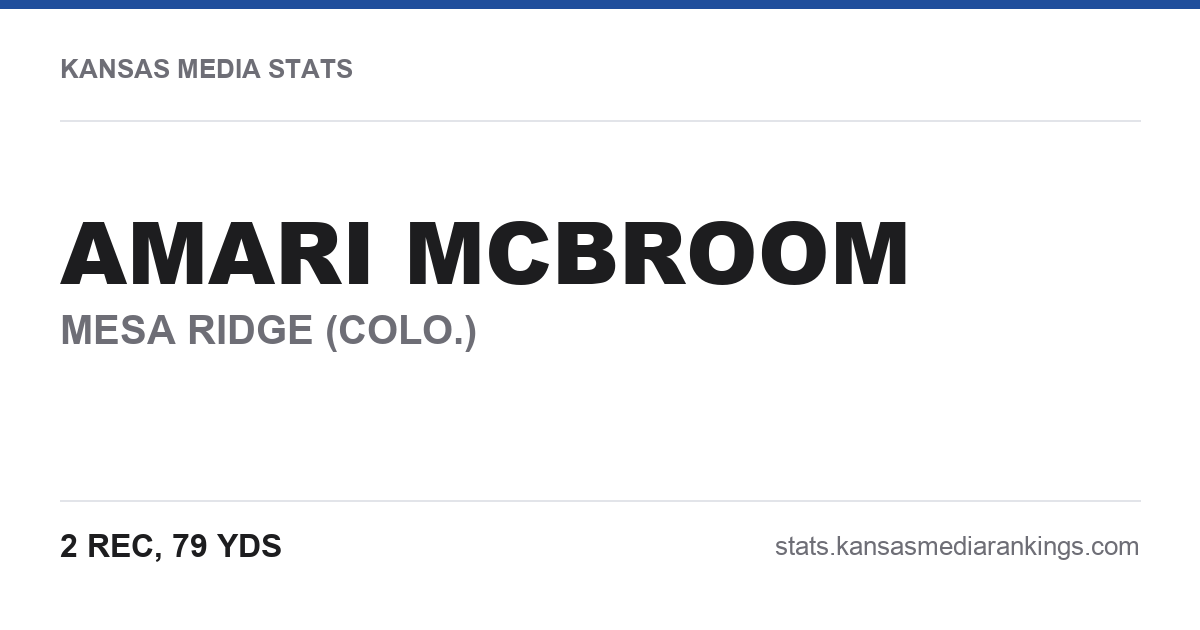 KANSAS MEDIA STATS
AMARI MCBROOM
MESA RIDGE (COLO.)
2 REC, 79 YDS
stats.kansasmediarankings.com